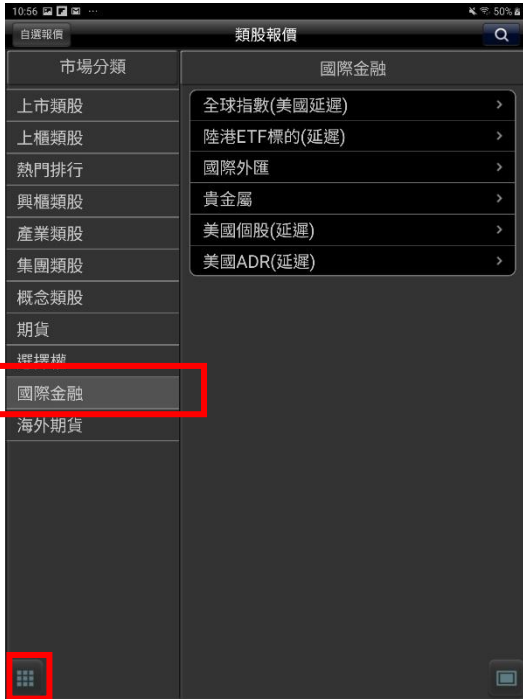 10:56 ... 50%
自選報價
類股報價
市場分類
國際金融
上市類股
上櫃類股
熱門排行
興櫃類股
產業類股
集團類股
概念類股
期貨
選擇權
國際金融
海外期貨
全球指數(美國延遲)
陸港ETF標的(延遲)
國際外匯
貴金屬
美國個股(延遲)
美國ADR(延遲)